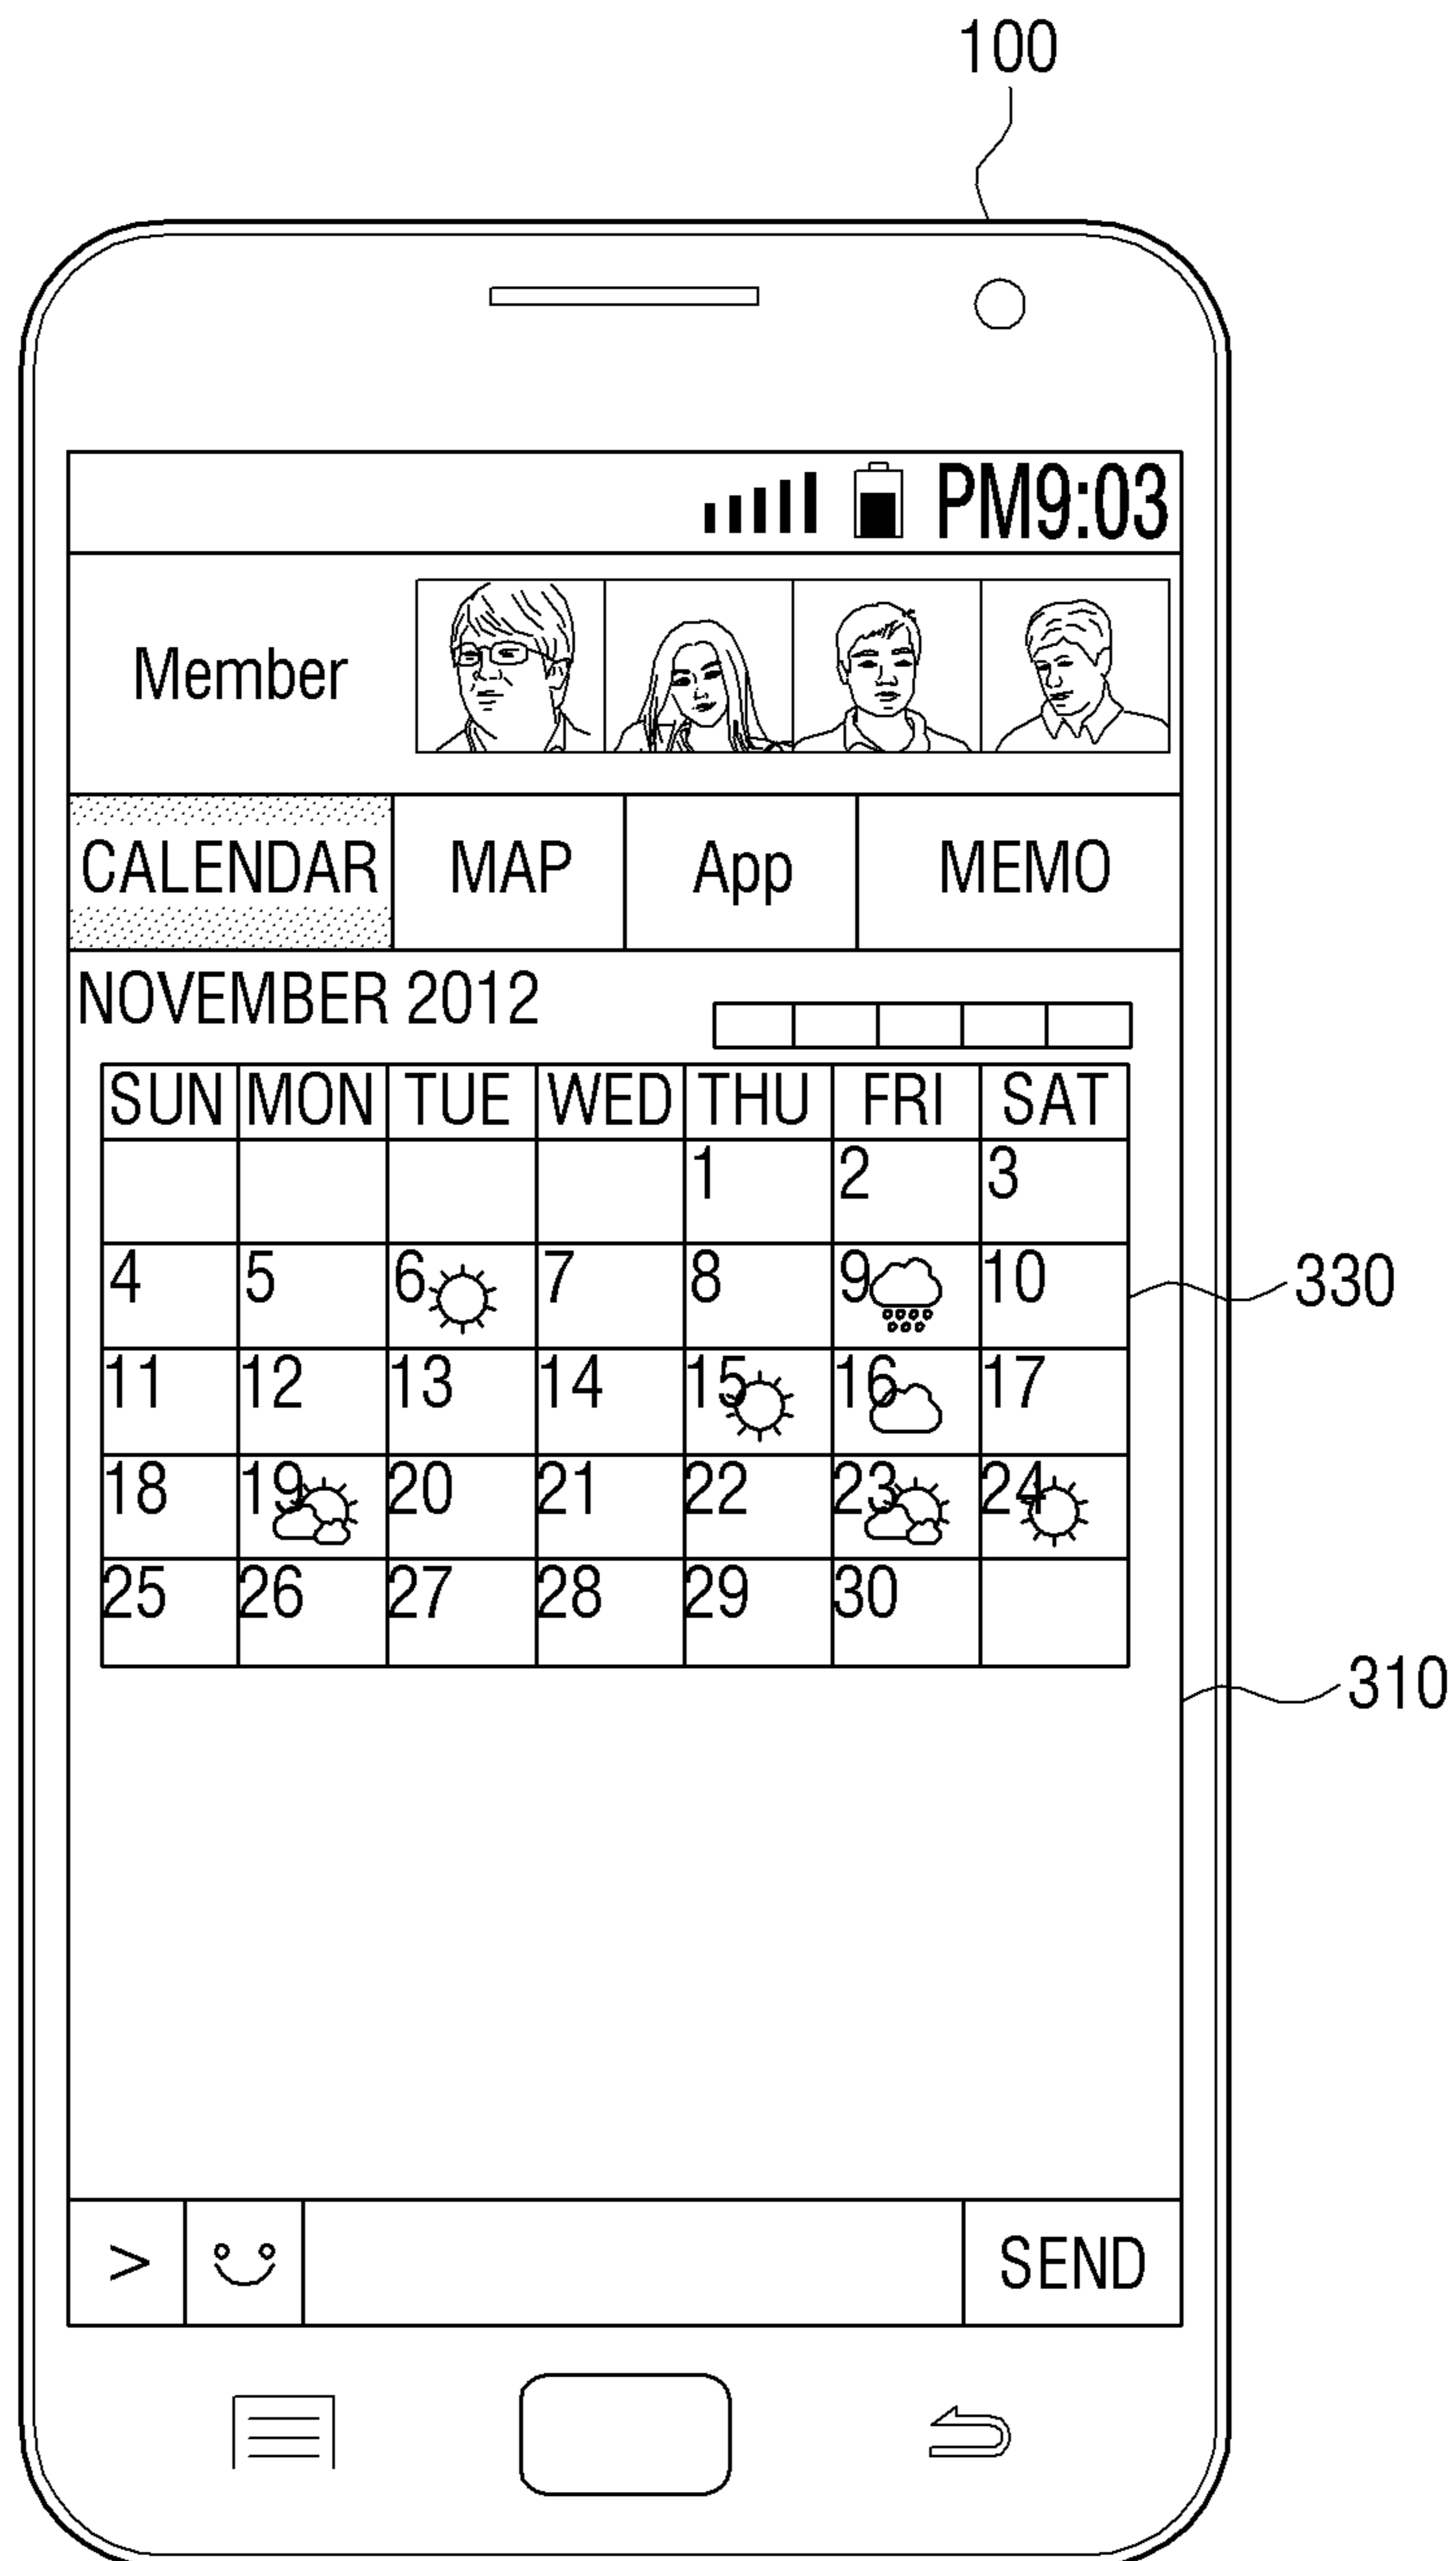 100
PM9:03
Member
CALENDAR MAP App MEMO
NOVEMBER 2012
SUN MON TUE WED THU FRI SAT
1 2 3
4 5 6 7 8 9 10
330
11 12 13 14 15 16 17
18 19 20 21 22 23 24
25 26 27 28 29 30
310
> SEND